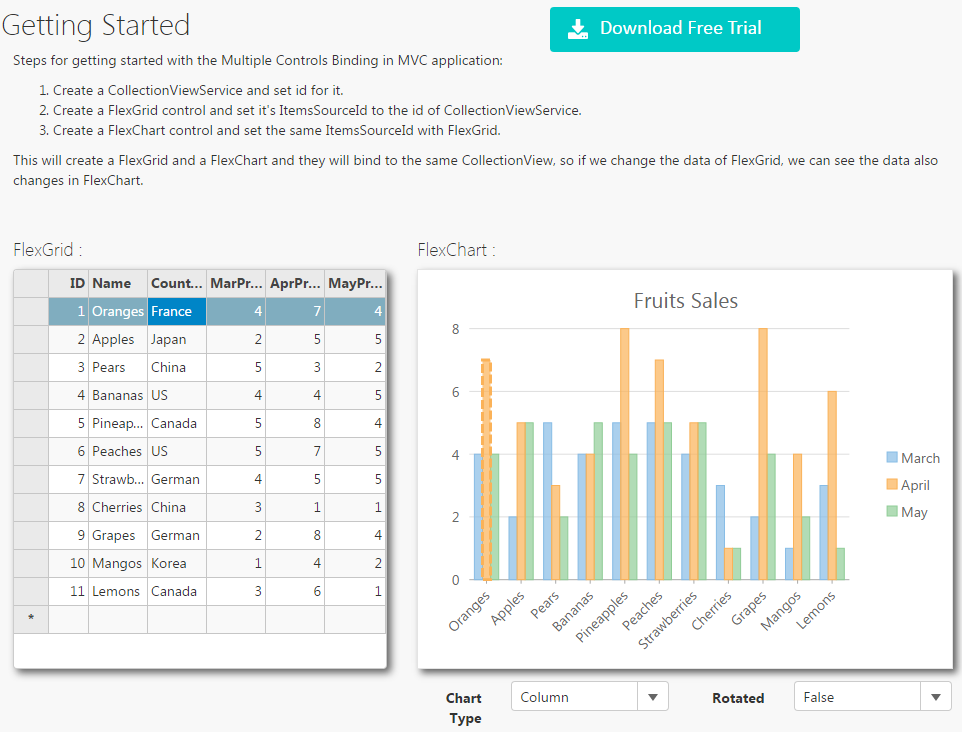 Getting Started
Download Free Trial
Steps for getting started with the Multiple Controls Binding in MVC application:
1. Create a CollectionViewService and set id for it.
2. Create a FlexGrid control and set it's ItemsSourceId to the id of CollectionViewService.
3. Create a FlexChart control and set the same ItemsSourceId with FlexGrid.
This will create a FlexGrid and a FlexChart and they will bind to the same CollectionView, so if we change the data of FlexGrid, we can see the data also
changes in FlexChart.
FlexGrid :
ID Name Count... MarPr... AprPr... MayPr...
1 Oranges France 4 7 4
2 Apples Japan 2 5 5
3 Pears China 5 3 2
4 Bananas US 4 4 5
5 Pineap... Canada 5 8 4
6 Peaches US 5 7 5
7 Strawb... German 4 5 5
8 Cherries China 3 1 1
9 Grapes German 2 8 4
10 Mangos Korea 1 4 2
11 Lemons Canada 3 6 1
*
FlexChart :
Fruits Sales
8
6
4
2
0
Oranges
Apples
Pears
Bananas
Pineapples
Peaches
Strawberries
Cherries
Grapes
Mangos
Lemons
March
April
May
Chart
Type
Column
Rotated
False